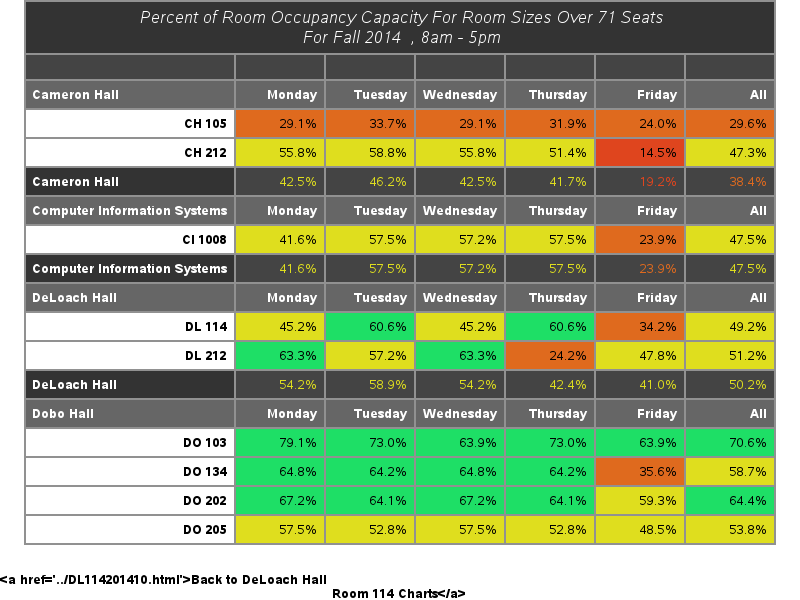 Percent of Room Occupancy Capacity For Room Sizes Over 71 Seats
For Fall 2014 , 8am - 5pm
Cameron Hall Monday Tuesday Wednesday Thursday Friday All
CH 105 29.1% 33.7% 29.1% 31.9% 24.0% 29.6%
CH 212 55.8% 58.8% 55.8% 51.4% 14.5% 47.3%
Cameron Hall 42.5% 46.2% 42.5% 41.7% 19.2% 38.4%
Computer Information Systems Monday Tuesday Wednesday Thursday Friday All
CI 1008 41.6% 57.5% 57.2% 57.5% 23.9% 47.5%
Computer Information Systems 41.6% 57.5% 57.2% 57.5% 23.9% 47.5%
DeLoach Hall Monday Tuesday Wednesday Thursday Friday All
DL 114 45.2% 60.6% 45.2% 60.6% 34.2% 49.2%
DL 212 63.3% 57.2% 63.3% 24.2% 47.8% 51.2%
DeLoach Hall 54.2% 58.9% 54.2% 42.4% 41.0% 50.2%
Dobo Hall Monday Tuesday Wednesday Thursday Friday All
DO 103 79.1% 73.0% 63.9% 73.0% 63.9% 70.6%
DO 134 64.8% 64.2% 64.8% 64.2% 35.6% 58.7%
DO 202 67.2% 64.1% 67.2% 64.1% 59.3% 64.4%
DO 205 57.5% 52.8% 57.5% 52.8% 48.5% 53.8%
<a href='../DL114201410.html'>Back to DeLoach Hall
Room 114 Charts</a>